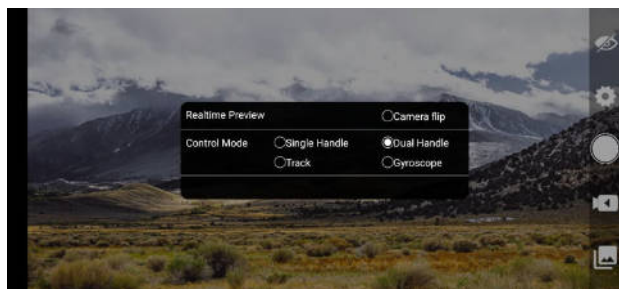 Realtime Preview Camera flip
Control Mode Single Handle Dual Handle
Track Gyroscope